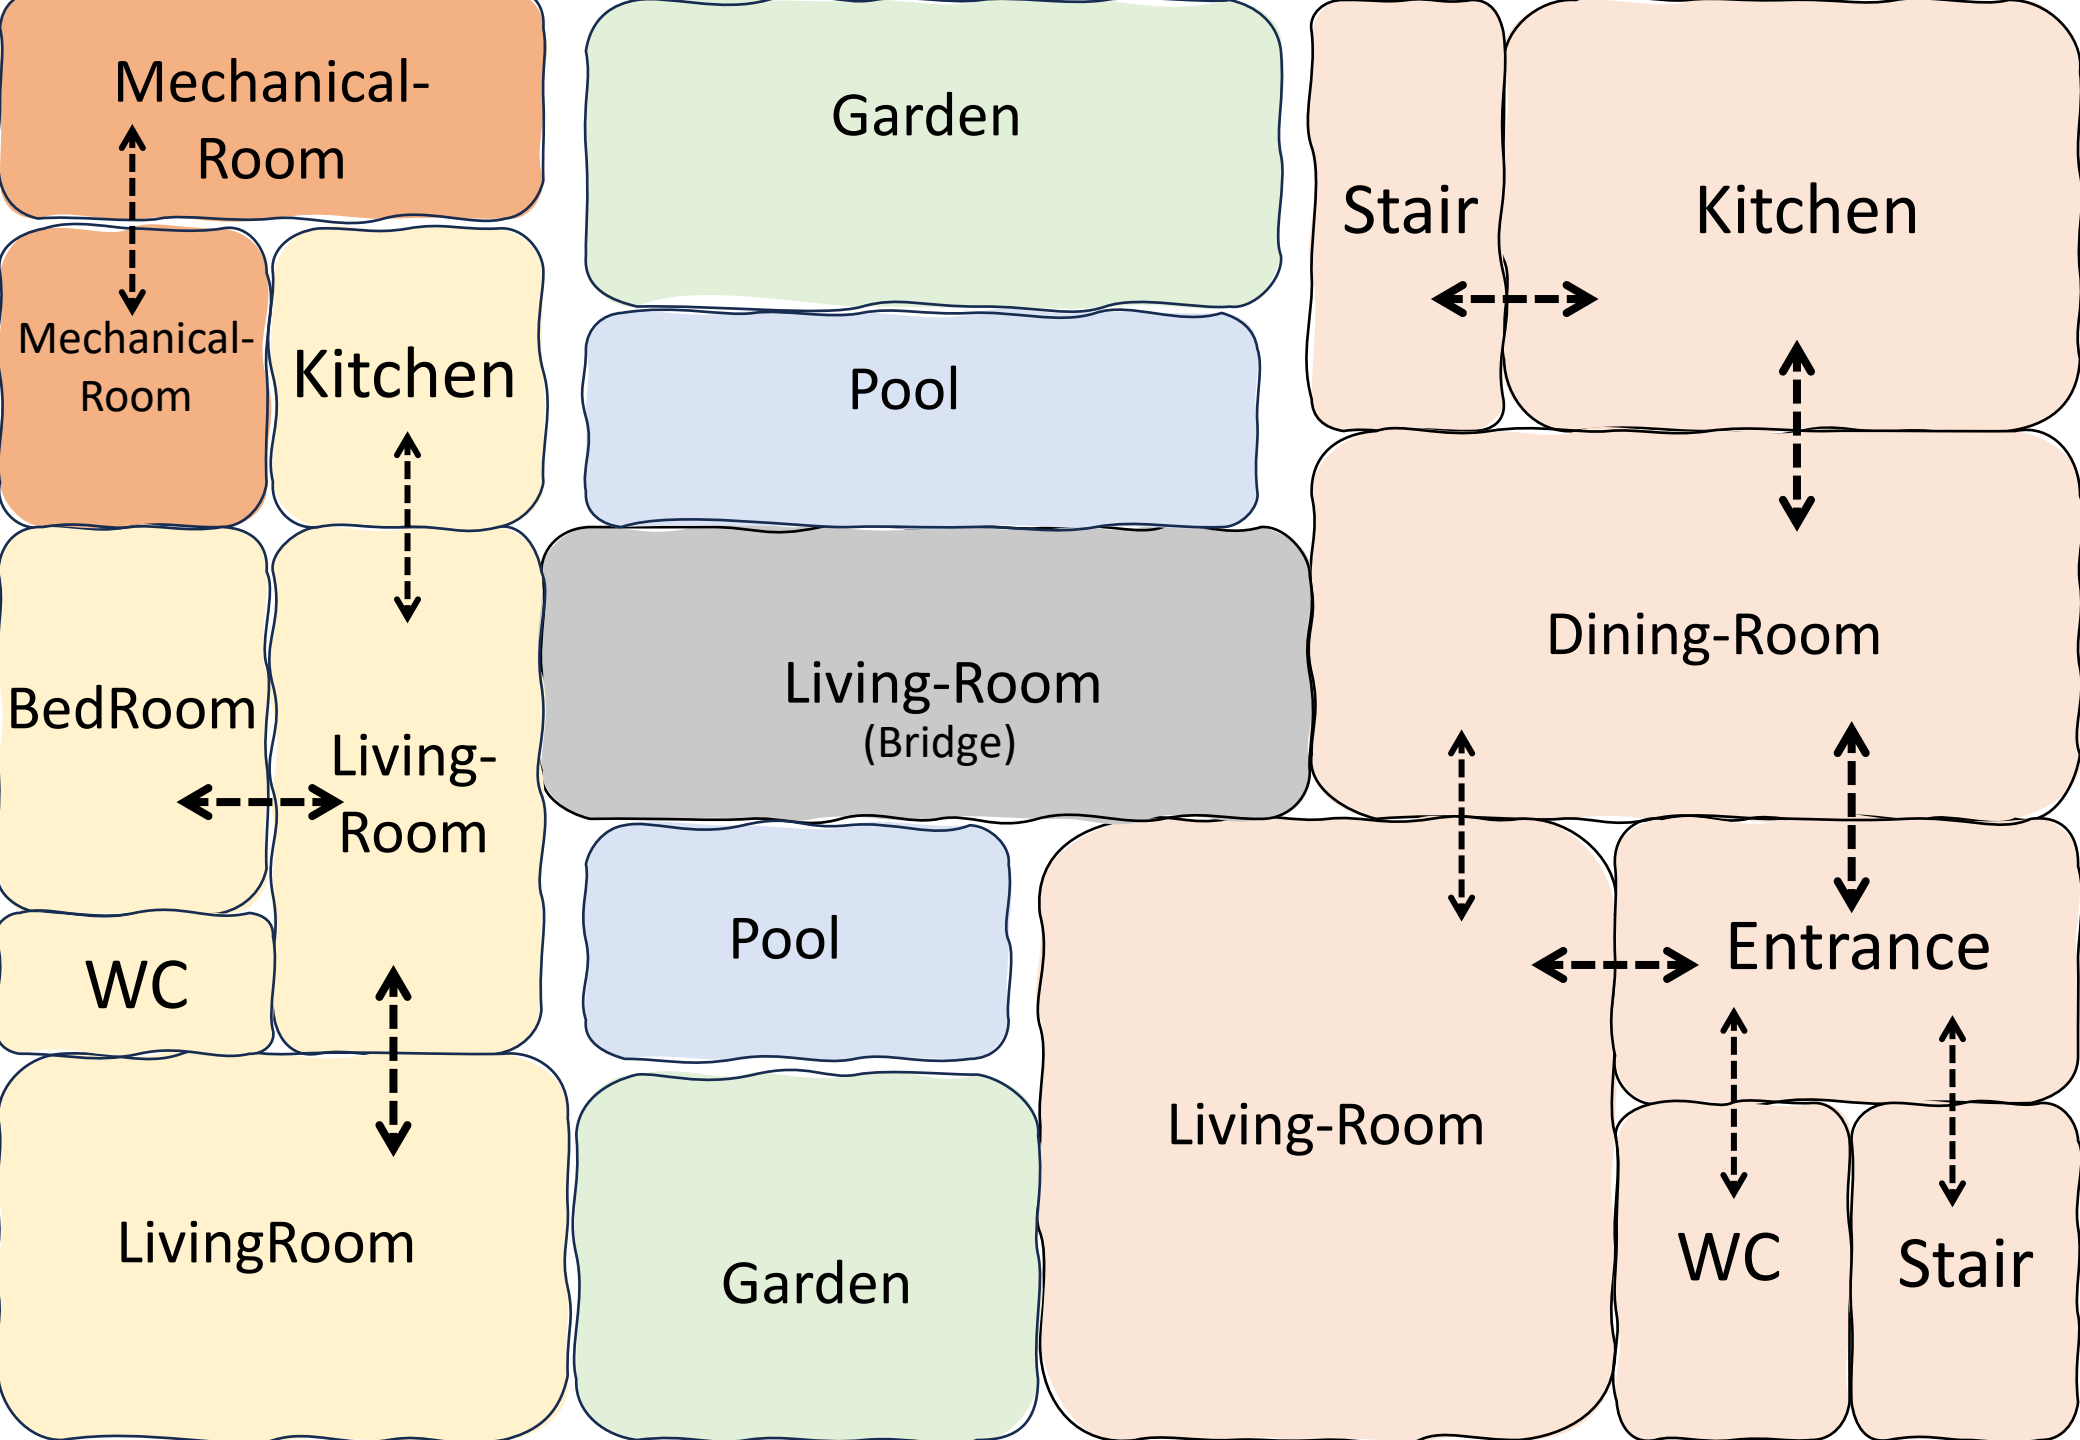 Mechanical-
Room
Garden
Stair
Kitchen
Mechanical-
Room
Kitchen
Pool
Dining-Room
BedRoom
Living-
Room
Living-Room
(Bridge)
WC
Pool
Entrance
Living-Room
LivingRoom
Garden
WC
Stair